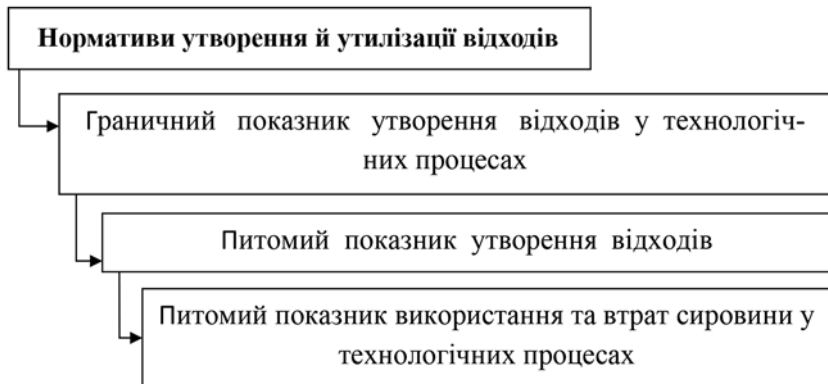 Нормативи утворення й утилізації відходів
Граничний показник утворення відходів у технологіч-
них процесах
Питомий показник утворення відходів
Питомий показник використання та втрат сировини у
технологічних процесах